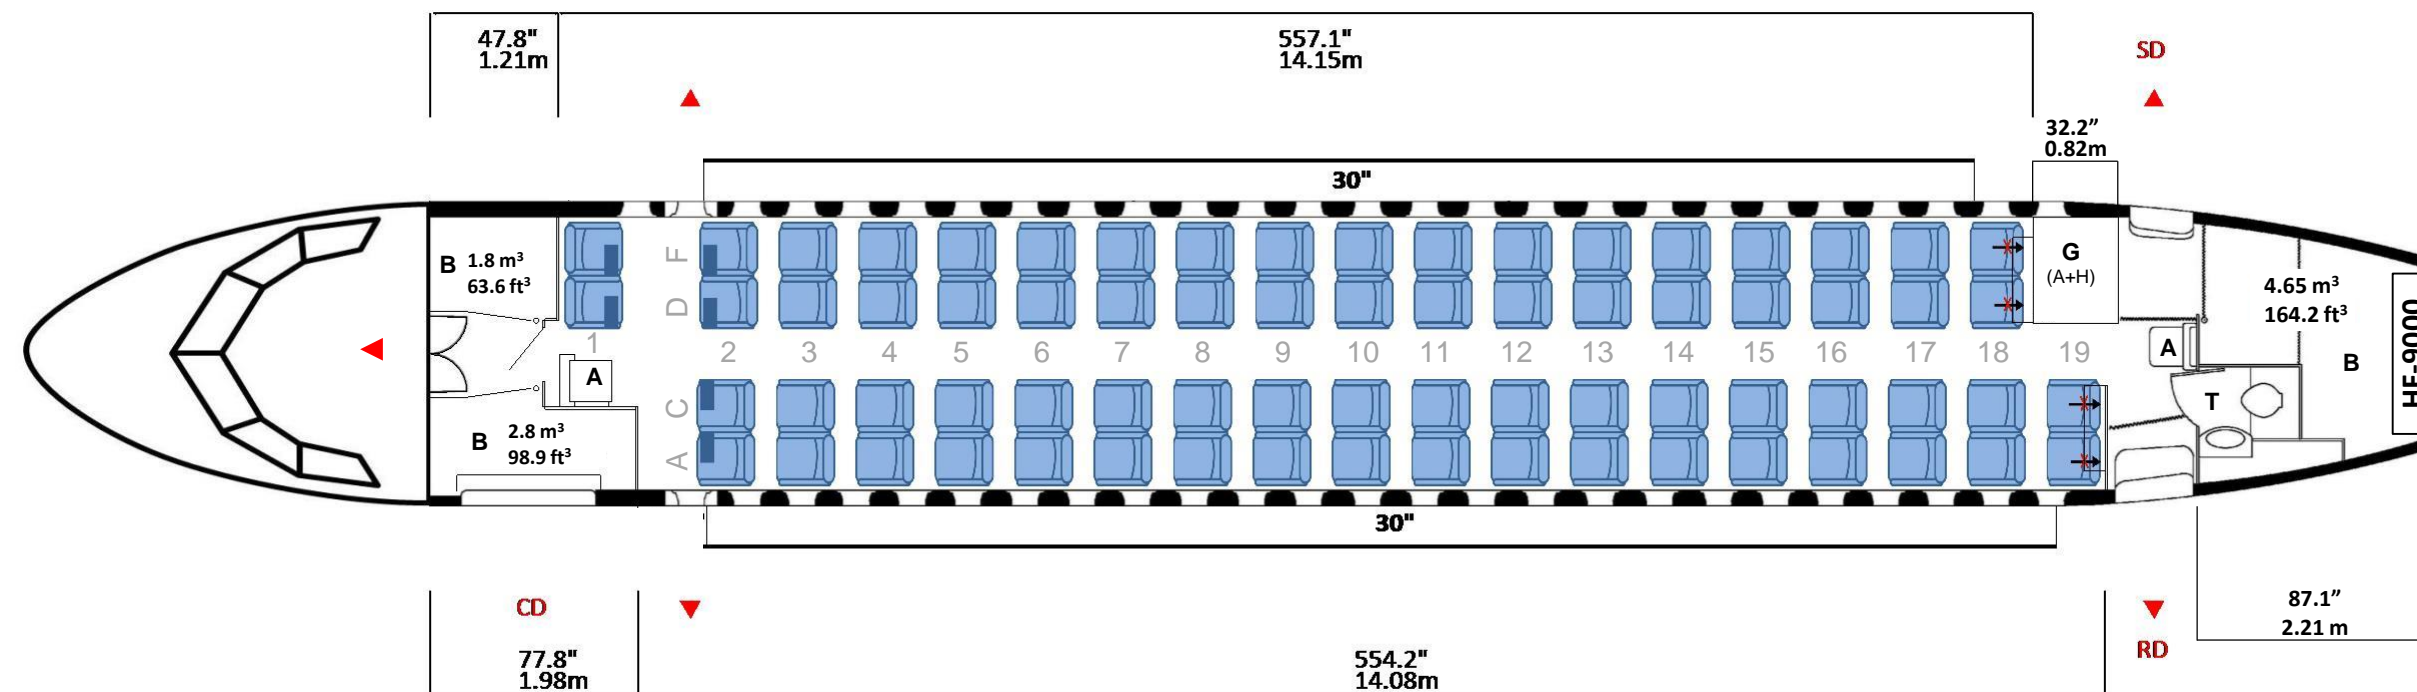 47.8"
1.21m
557.1"
14.15m
SD
32.2”
0.82m
30"
B 1.8 m³
63.6 ft³
F
D
G
(A+H)
4.65 m³
164.2 ft³
1 2 3 4 5 6 7 8 9 10 11 12 13 14 15 16 17 18 19
A
A
B
HF-9000
C
A
T
B 2.8 m³
98.9 ft³
30"
CD
87.1”
2.21 m
77.8"
1.98m
554.2"
14.08m
RD